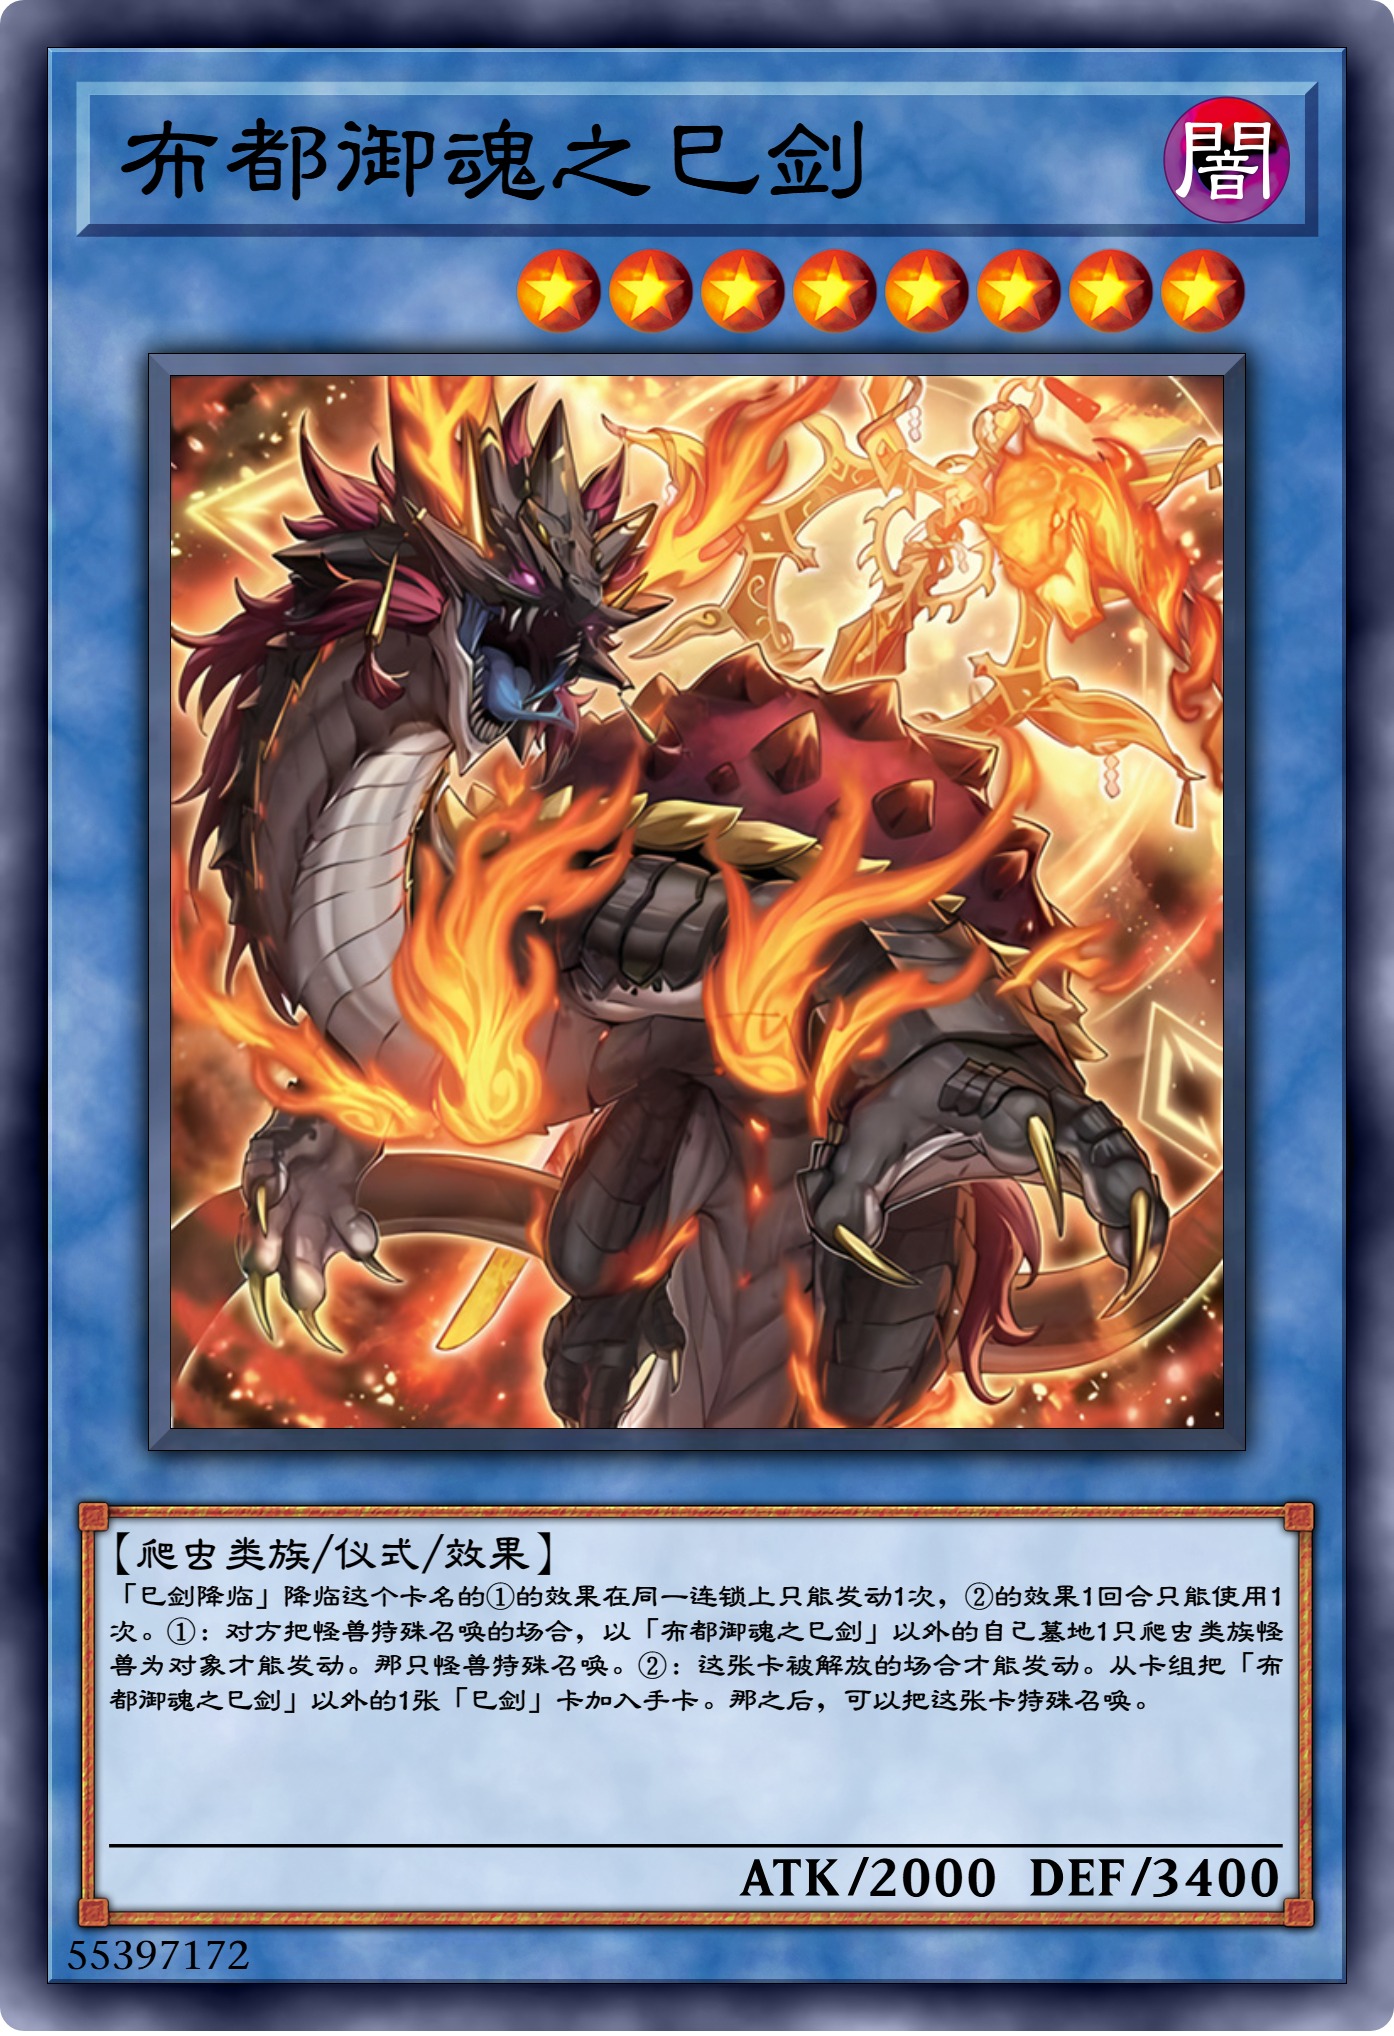 布都御魂之巳剑
闇
【爬虫类族/仪式/效果】
「巳剑降临」降临这个卡名的①的效果在同一连锁上只能发动1次，②的效果1回合只能使用1
次。①：对方把怪兽特殊召唤的场合，以「布都御魂之巳剑」以外的自己墓地1只爬虫类族怪
兽为对象才能发动。那只怪兽特殊召唤。②：这张卡被解放的场合才能发动。从卡组把「布
都御魂之巳剑」以外的1张「巳剑」卡加入手卡。那之后，可以把这张卡特殊召唤。
ATK/2000 DEF/3400
55397172